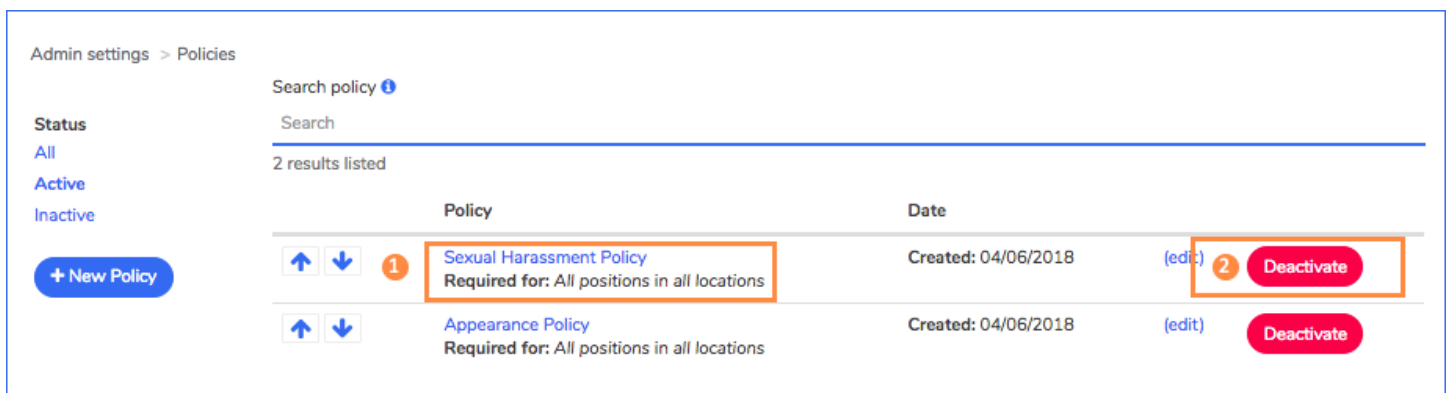 Admin settings > Policies
Search policy
Status
Search
All
2 results listed
Active
Inactive
Policy Date
+ New Policy
1 Sexual Harassment Policy Created: 04/06/2018 (edit) 2 Deactivate
Required for: All positions in all locations
Appearance Policy Created: 04/06/2018 (edit) Deactivate
Required for: All positions in all locations